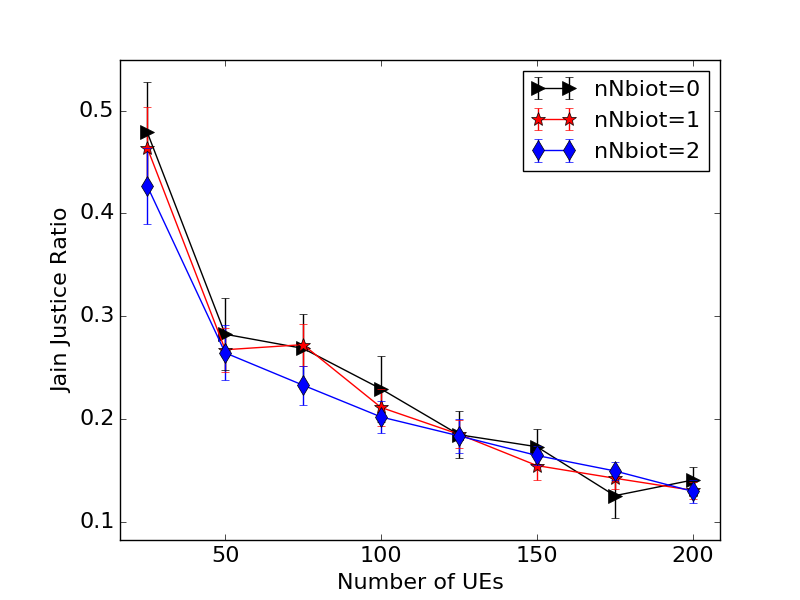 nNbiot=0
nNbiot=1
nNbiot=2
0.5
0.4
0.3
0.2
0.1
Jain Justice Ratio
50 100 150 200
Number of UEs